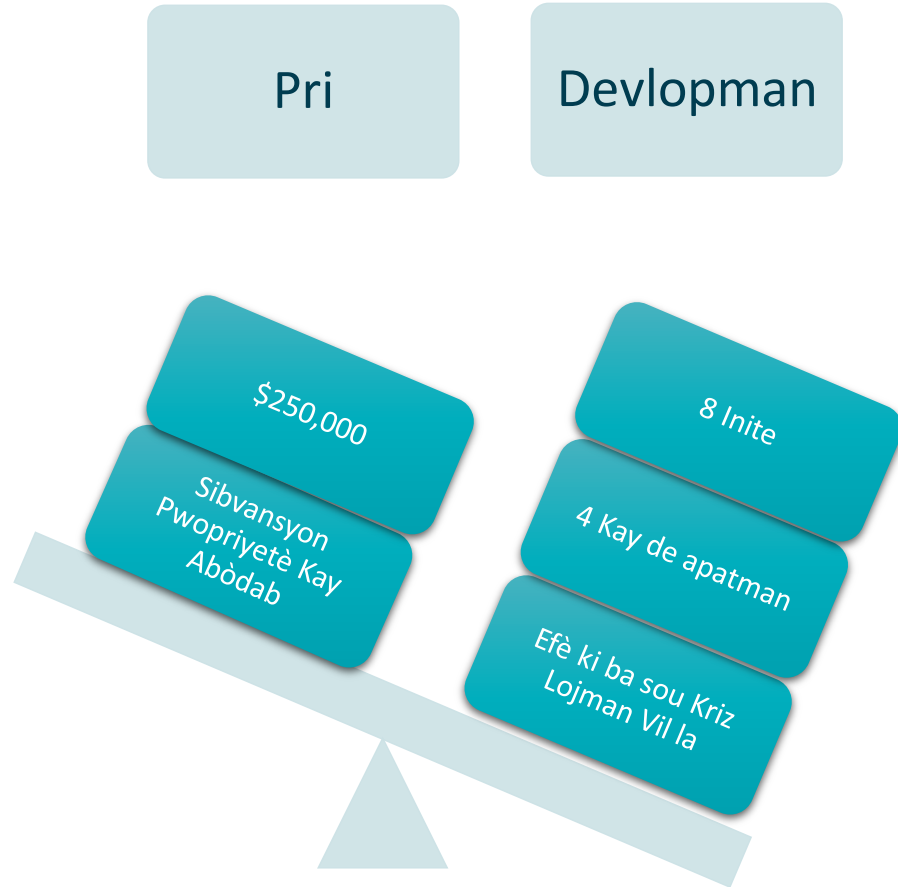 Pri
Devlopman
$250,000
Sibvansyon
Pwopriyetè Kay
Abòdab
8 Inite
4 Kay de apatman
Efè ki ba sou Kriz
Lojman Vil la